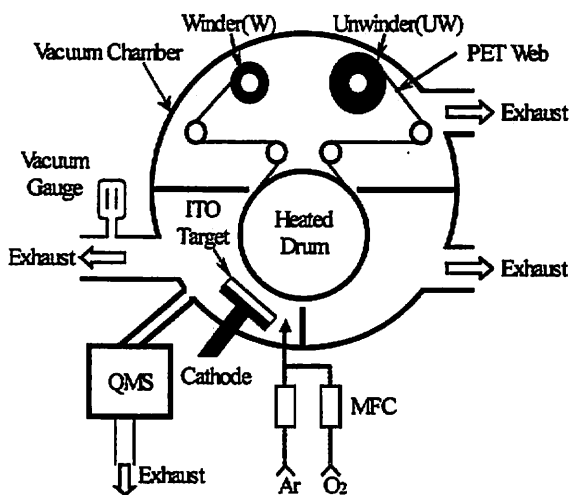 Winder(W)
Unwinder(UW)
Vacuum Chamber
PET Web
Exhaust
Vacuum
Gauge
ITO
Target
Heated
Drum
Exhaust
Exhaust
QMS
Cathode
MFC
Exhaust
Ar
O₂